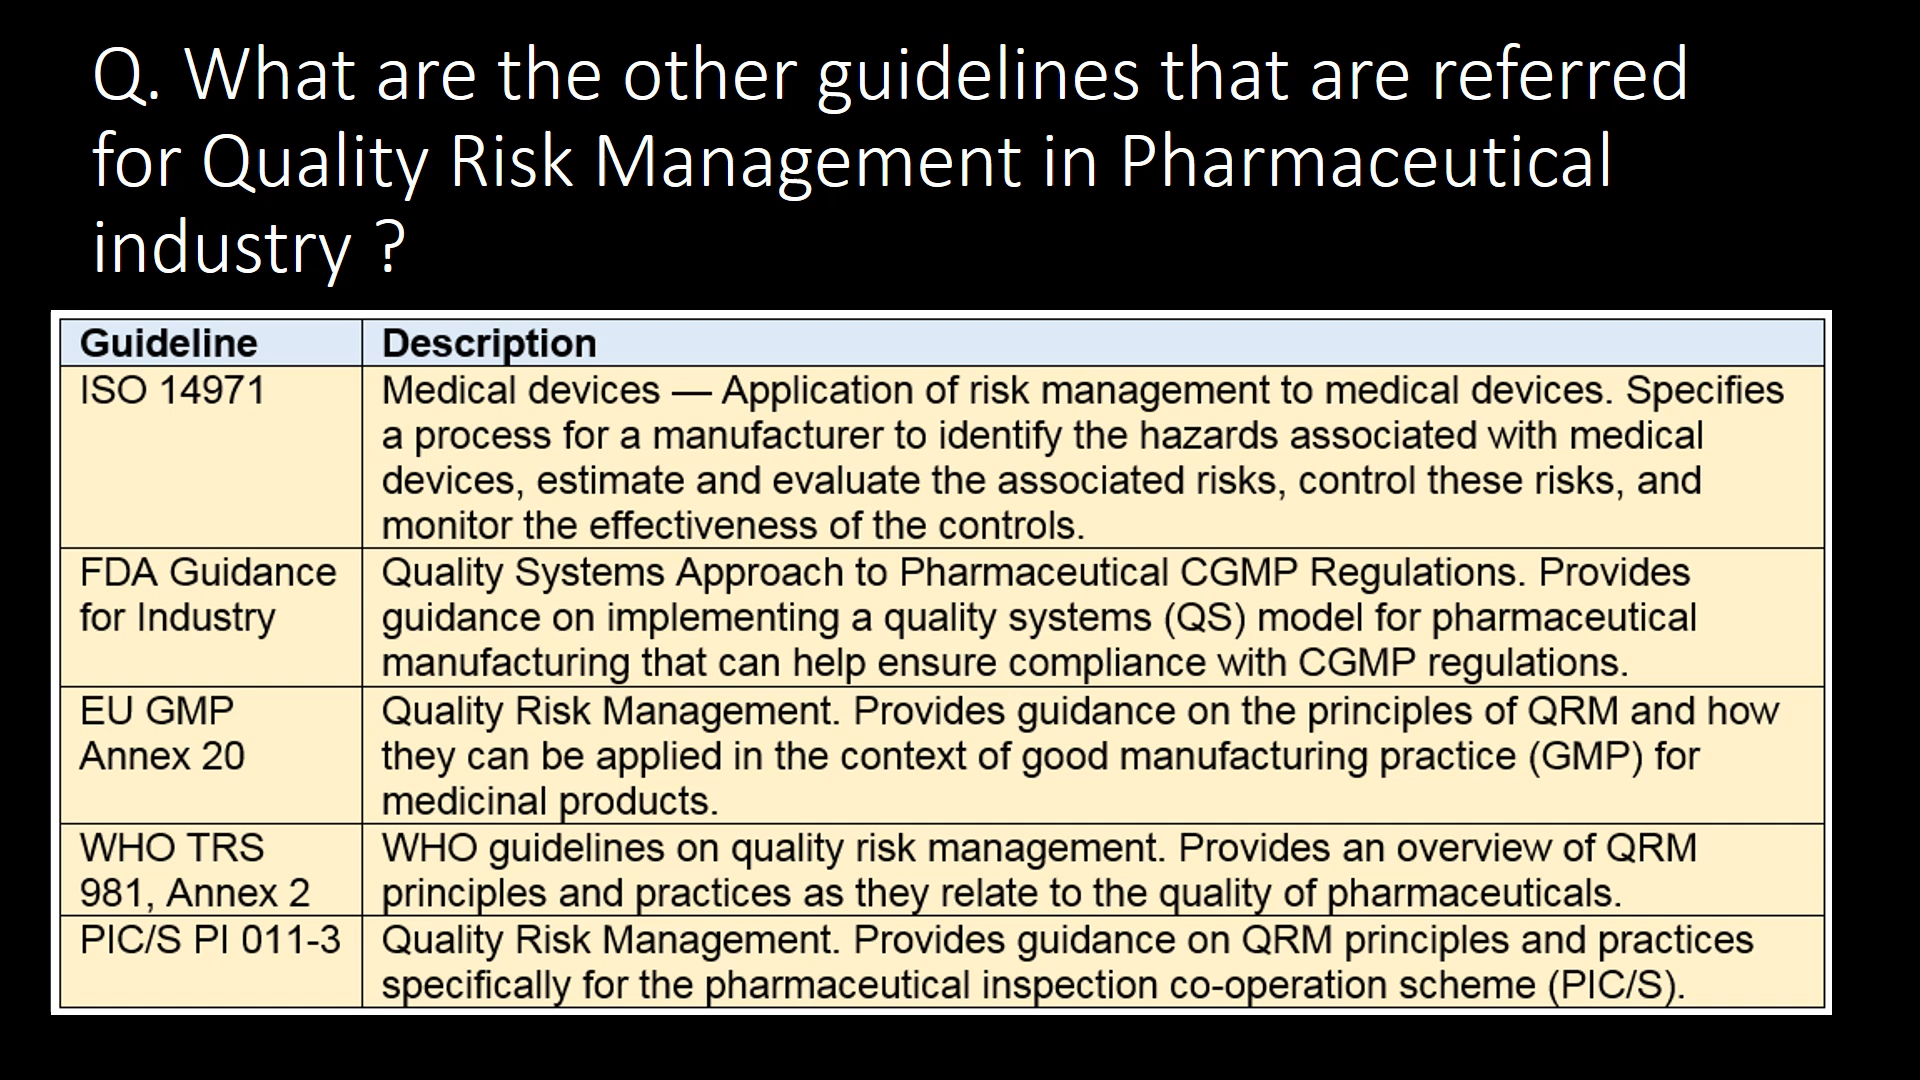 Q. What are the other guidelines that are referred
for Quality Risk Management in Pharmaceutical
industry ?
Guideline
Description
ISO 14971
Medical devices — Application of risk management to medical devices. Specifies
a process for a manufacturer to identify the hazards associated with medical
devices, estimate and evaluate the associated risks, control these risks, and
monitor the effectiveness of the controls.
FDA Guidance
for Industry
Quality Systems Approach to Pharmaceutical CGMP Regulations. Provides
guidance on implementing a quality systems (QS) model for pharmaceutical
manufacturing that can help ensure compliance with CGMP regulations.
EU GMP
Annex 20
Quality Risk Management. Provides guidance on the principles of QRM and how
they can be applied in the context of good manufacturing practice (GMP) for
medicinal products.
WHO TRS
981, Annex 2
WHO guidelines on quality risk management. Provides an overview of QRM
principles and practices as they relate to the quality of pharmaceuticals.
PIC/S PI 011-3
Quality Risk Management. Provides guidance on QRM principles and practices
specifically for the pharmaceutical inspection co-operation scheme (PIC/S).